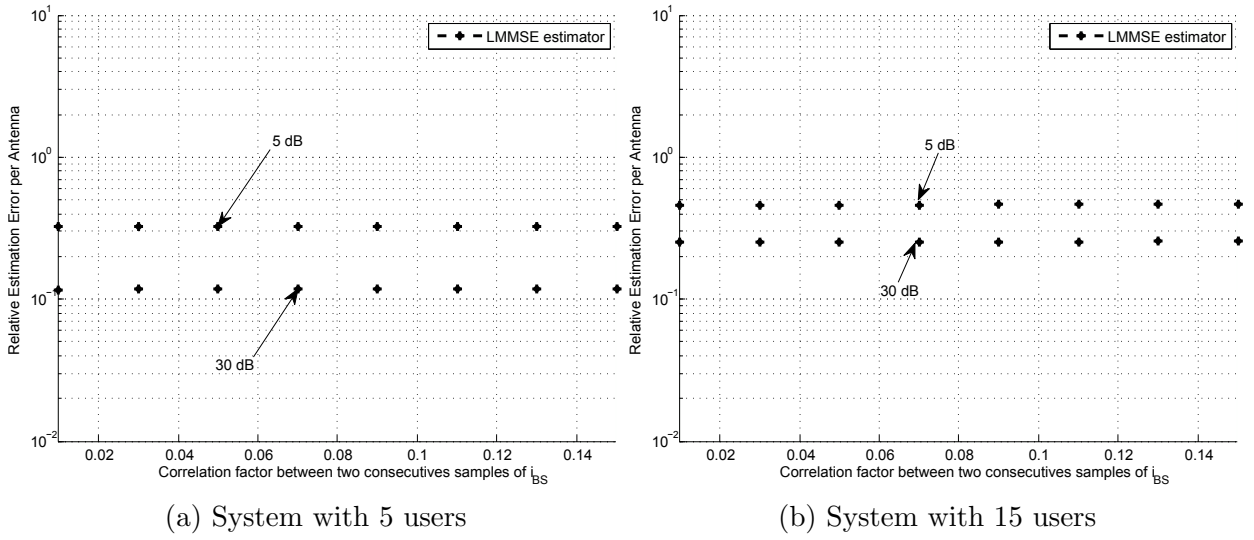 10^1
10^0
10^-1
10^-2
Relative Estimation Error per Antenna
LMMSE estimator
5 dB
30 dB
0.02 0.04 0.06 0.08 0.1 0.12 0.14
Correlation factor between two consecutives samples of i_BS
(a) System with 5 users
10^1
10^0
10^-1
10^-2
Relative Estimation Error per Antenna
LMMSE estimator
5 dB
30 dB
0.02 0.04 0.06 0.08 0.1 0.12 0.14
Correlation factor between two consecutives samples of i_BS
(b) System with 15 users